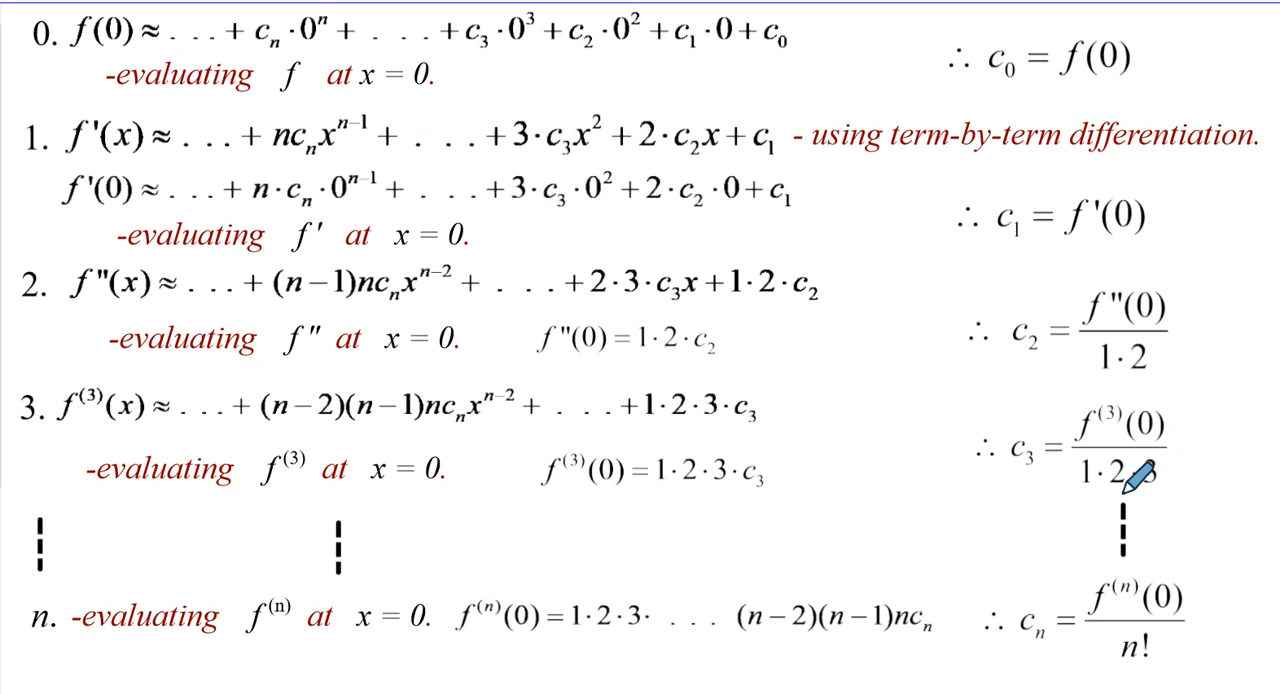 0. f(0) ≈ . . . + cₙ · 0ⁿ + . . . + c₃ · 0³ + c₂ · 0² + c₁ · 0 + c₀ ∴ c₀ = f(0)
-evaluating f at x = 0.
1. f '(x) ≈ . . . + ncₙxⁿ⁻¹ + . . . + 3 · c₃x² + 2 · c₂x + c₁ - using term-by-term differentiation.
f '(0) ≈ . . . + n · cₙ · 0ⁿ⁻¹ + . . . + 3 · c₃ · 0² + 2 · c₂ · 0 + c₁ ∴ c₁ = f '(0)
-evaluating f ' at x = 0.
2. f "(x) ≈ . . . + (n−1)ncₙxⁿ⁻² + . . . + 2 · 3 · c₃x + 1 · 2 · c₂
-evaluating f " at x = 0. f "(0) = 1 · 2 · c₂ ∴ c₂ = f "(0) / 1 · 2
3. f⁽³⁾(x) ≈ . . . + (n−2)(n−1)ncₙxⁿ⁻² + . . . + 1 · 2 · 3 · c₃
-evaluating f⁽³⁾ at x = 0. f⁽³⁾(0) = 1 · 2 · 3 · c₃ ∴ c₃ = f⁽³⁾(0) / 1 · 2 · 3
n. -evaluating f⁽ⁿ⁾ at x = 0. f⁽ⁿ⁾(0) = 1 · 2 · 3 · . . . (n−2)(n−1)ncₙ ∴ cₙ = f⁽ⁿ⁾(0) / n!